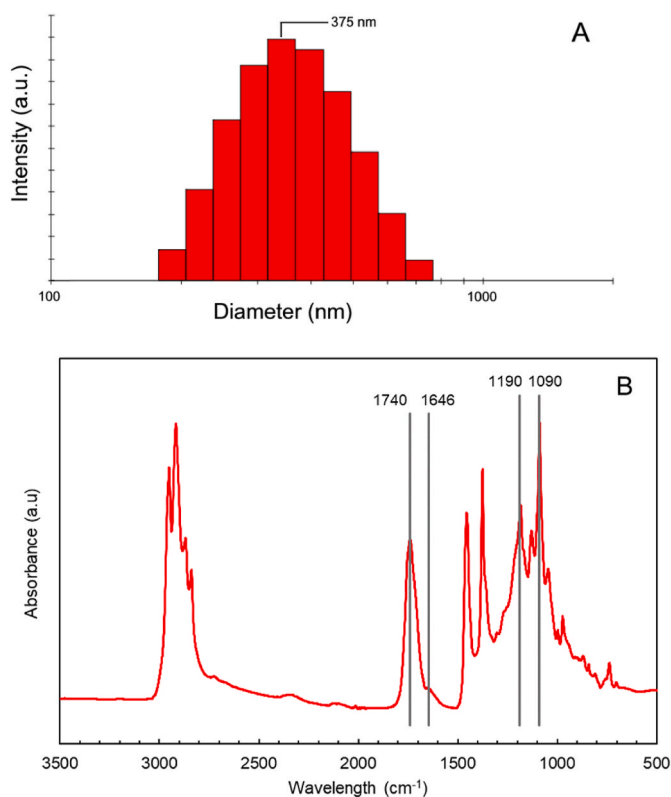 375 nm
A
Intensity (a.u.)
100
1000
Diameter (nm)
1740
1646
1190
1090
B
Absorbance (a.u)
3500
3000
2500
2000
1500
1000
500
Wavelength (cm⁻¹)